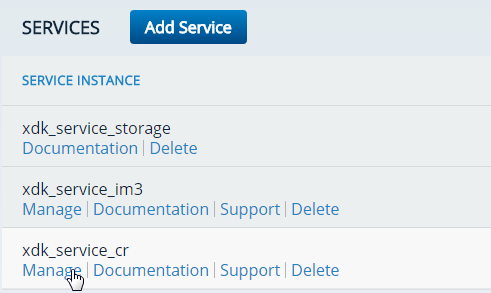 SERVICES Add Service
SERVICE INSTANCE
xdk_service_storage
Documentation | Delete
xdk_service_im3
Manage | Documentation | Support | Delete
xdk_service_cr
Manage | Documentation | Support | Delete